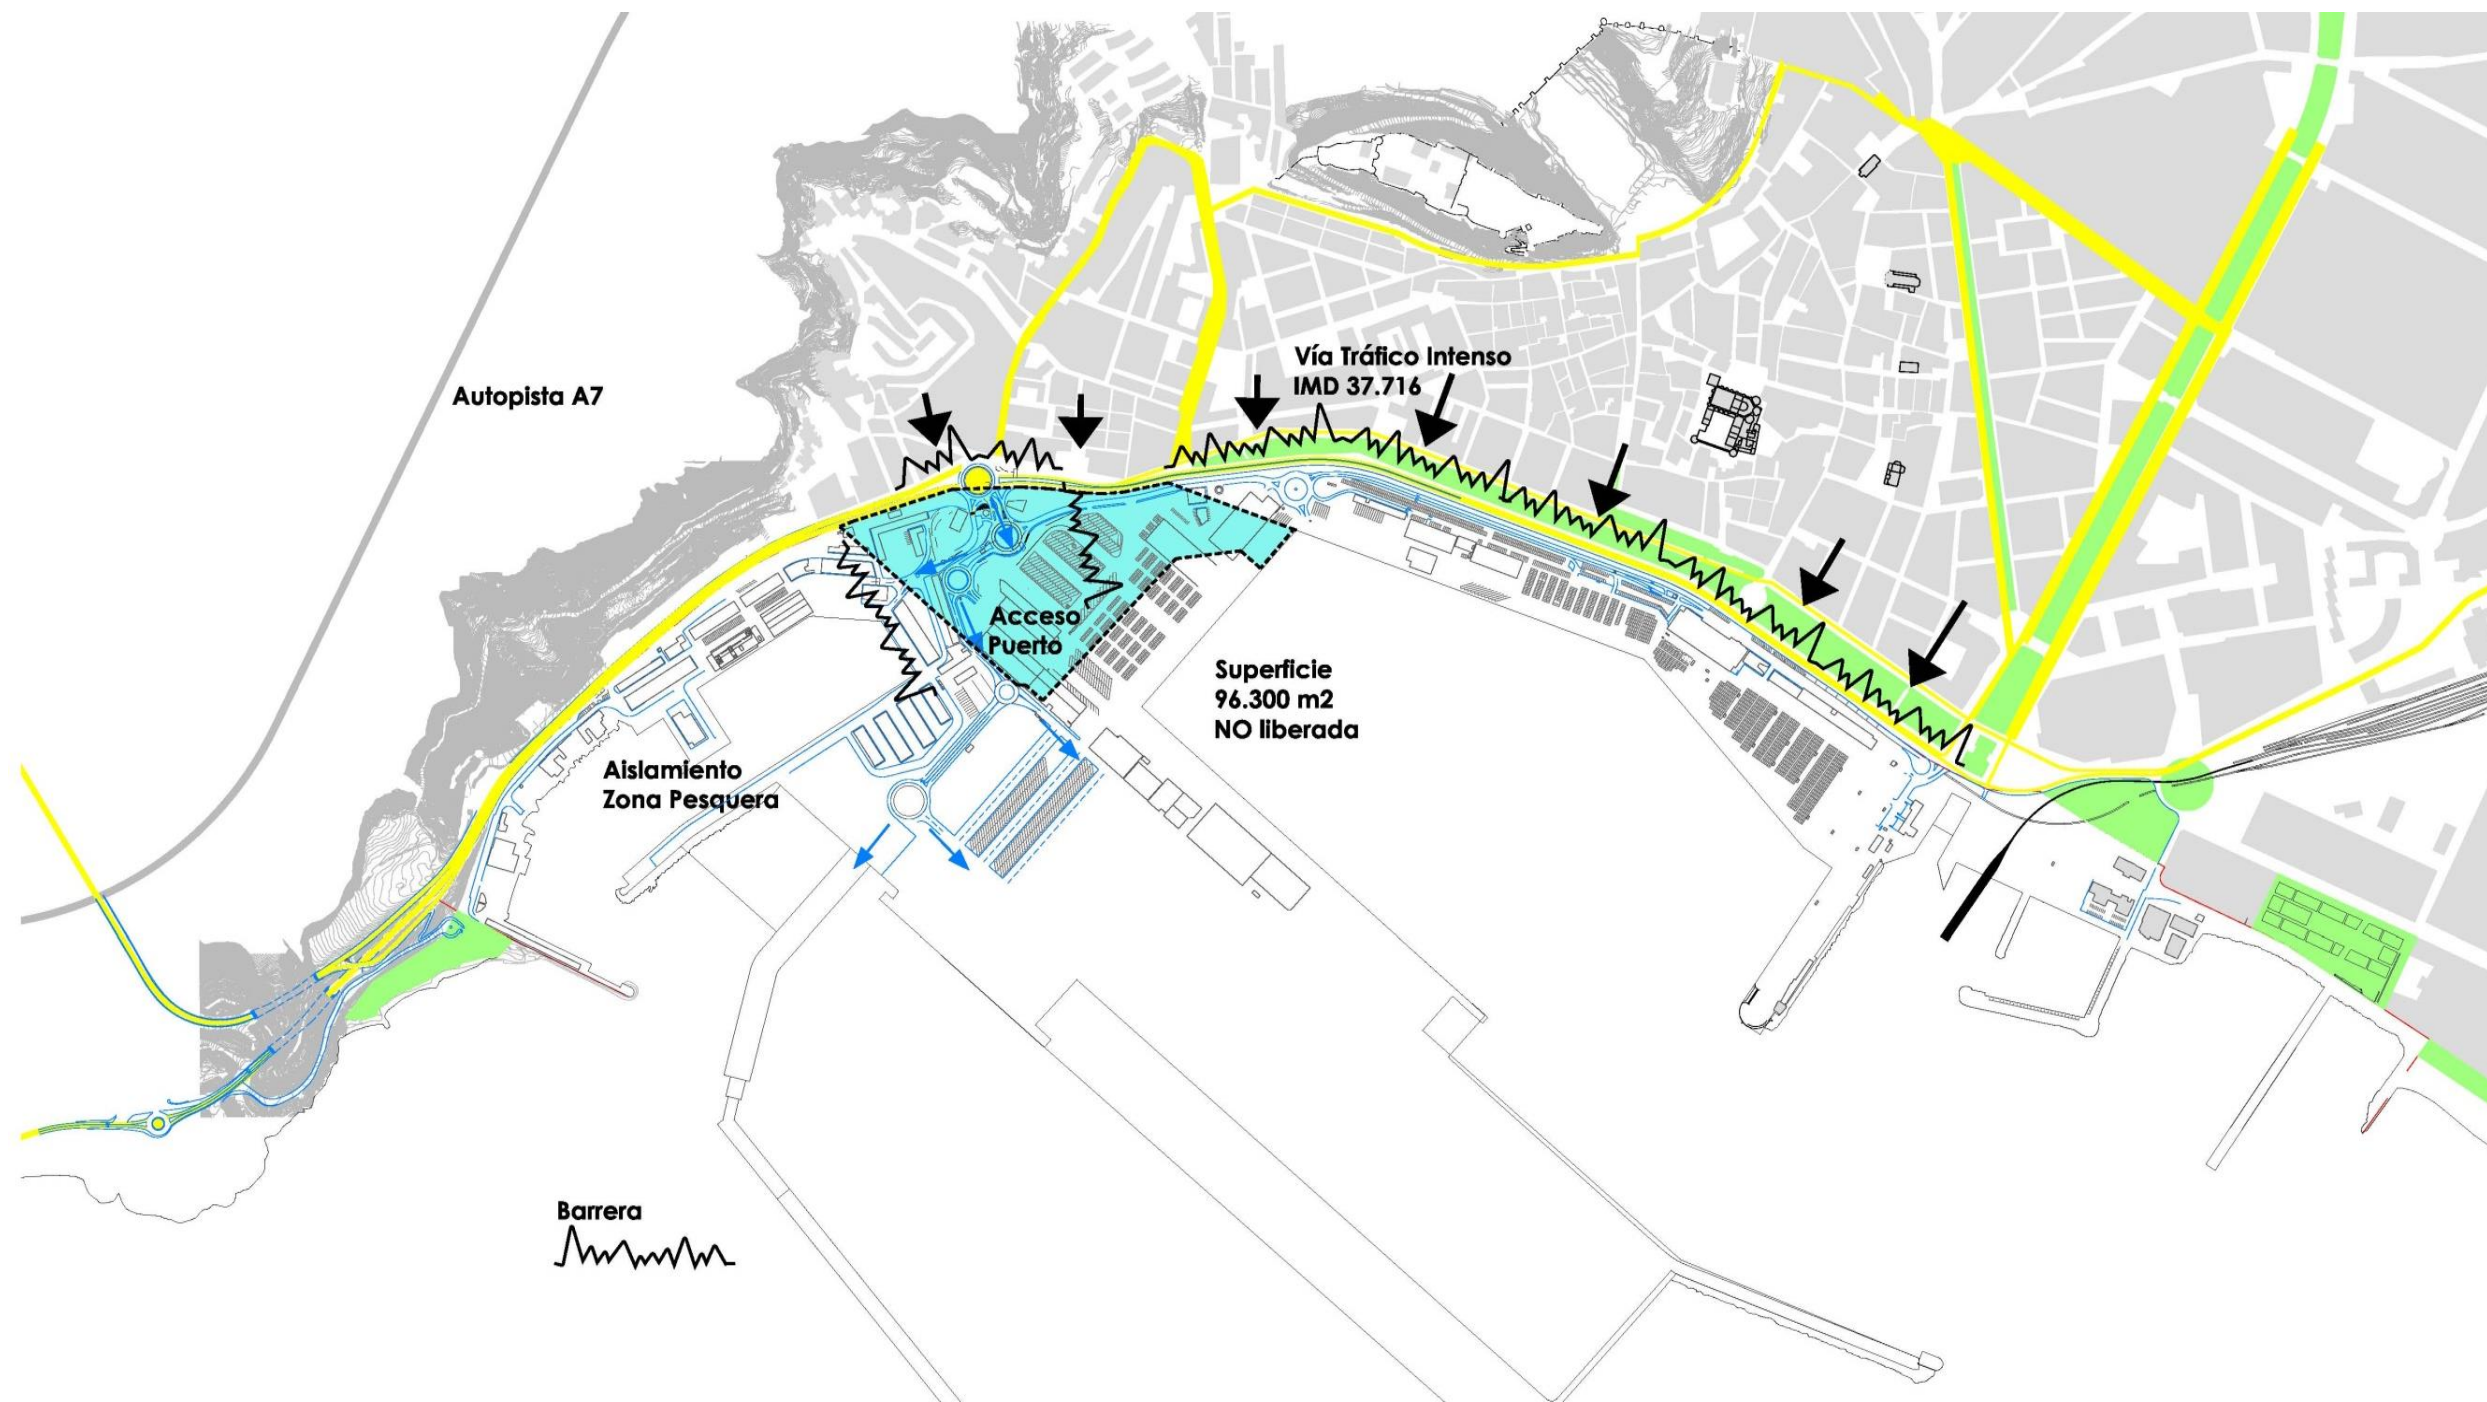 Vía Tráfico Intenso
IMD 37.716
Autopista A7
Acceso
Puerto
Superficie
96.300 m2
NO liberada
Aislamiento
Zona Pesquera
Barrera